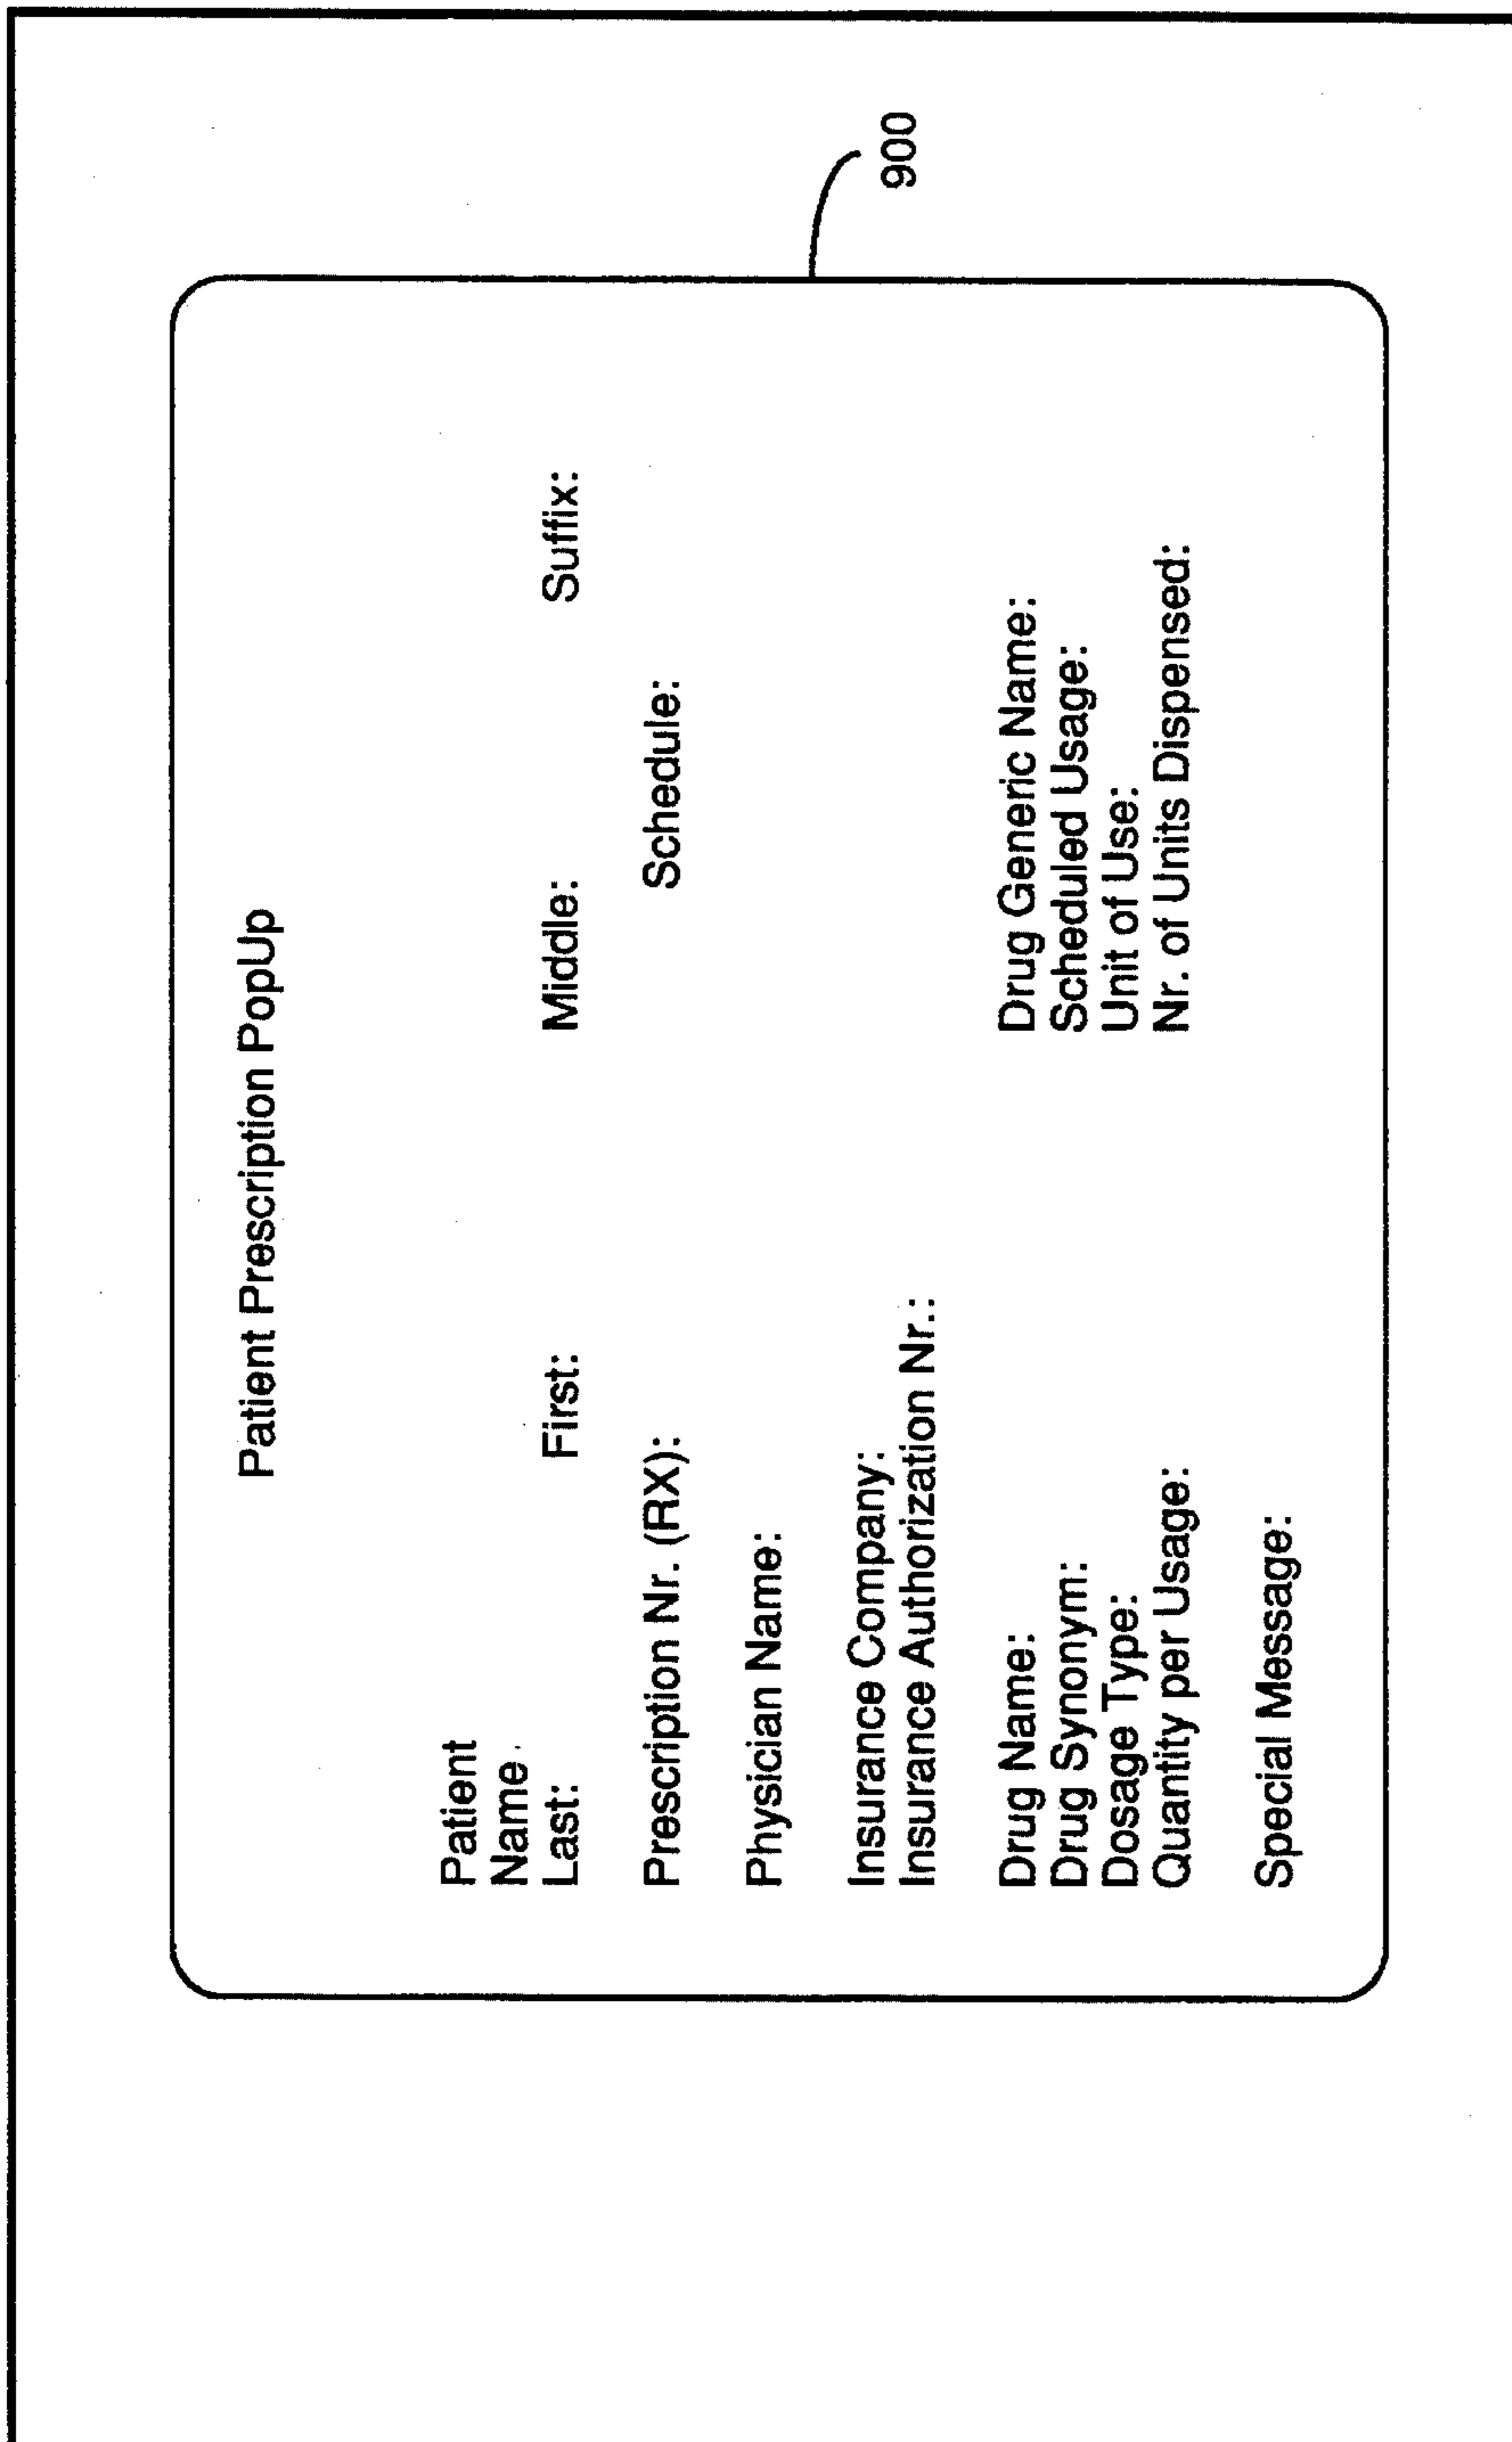 Patient Prescription PopUp
Patient
Name
Last: First: Middle: Suffix:
Prescription Nr. (RX): Schedule:
Physician Name:
Insurance Company:
Insurance Authorization Nr.:
Drug Name: Drug Generic Name:
Drug Synonym: Scheduled Usage:
Dosage Type: Unit of Use:
Quantity per Usage: Nr. of Units Dispensed:
Special Message:
900